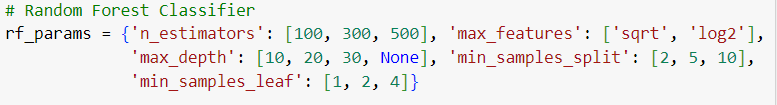 # Random Forest Classifier
rf_params = {'n_estimators': [100, 300, 500], 'max_features': ['sqrt', 'log2'],
'max_depth': [10, 20, 30, None], 'min_samples_split': [2, 5, 10],
'min_samples_leaf': [1, 2, 4]}